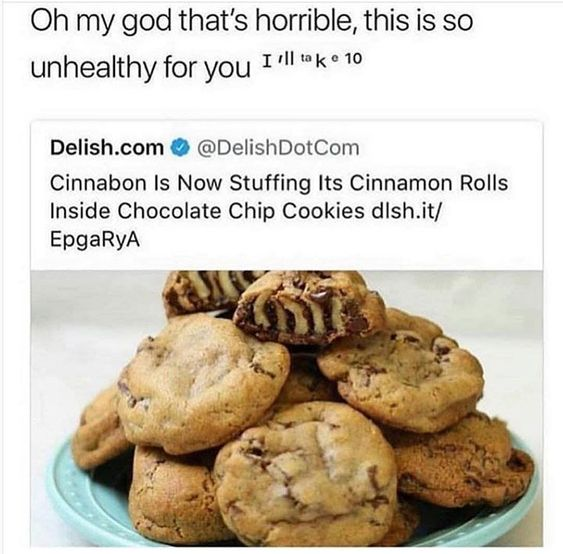 Oh my god that's horrible, this is so
unhealthy for you I 'll take 10
Delish.com @DelishDotCom
Cinnabon Is Now Stuffing Its Cinnamon Rolls
Inside Chocolate Chip Cookies dlsh.it/
EpgaRyA